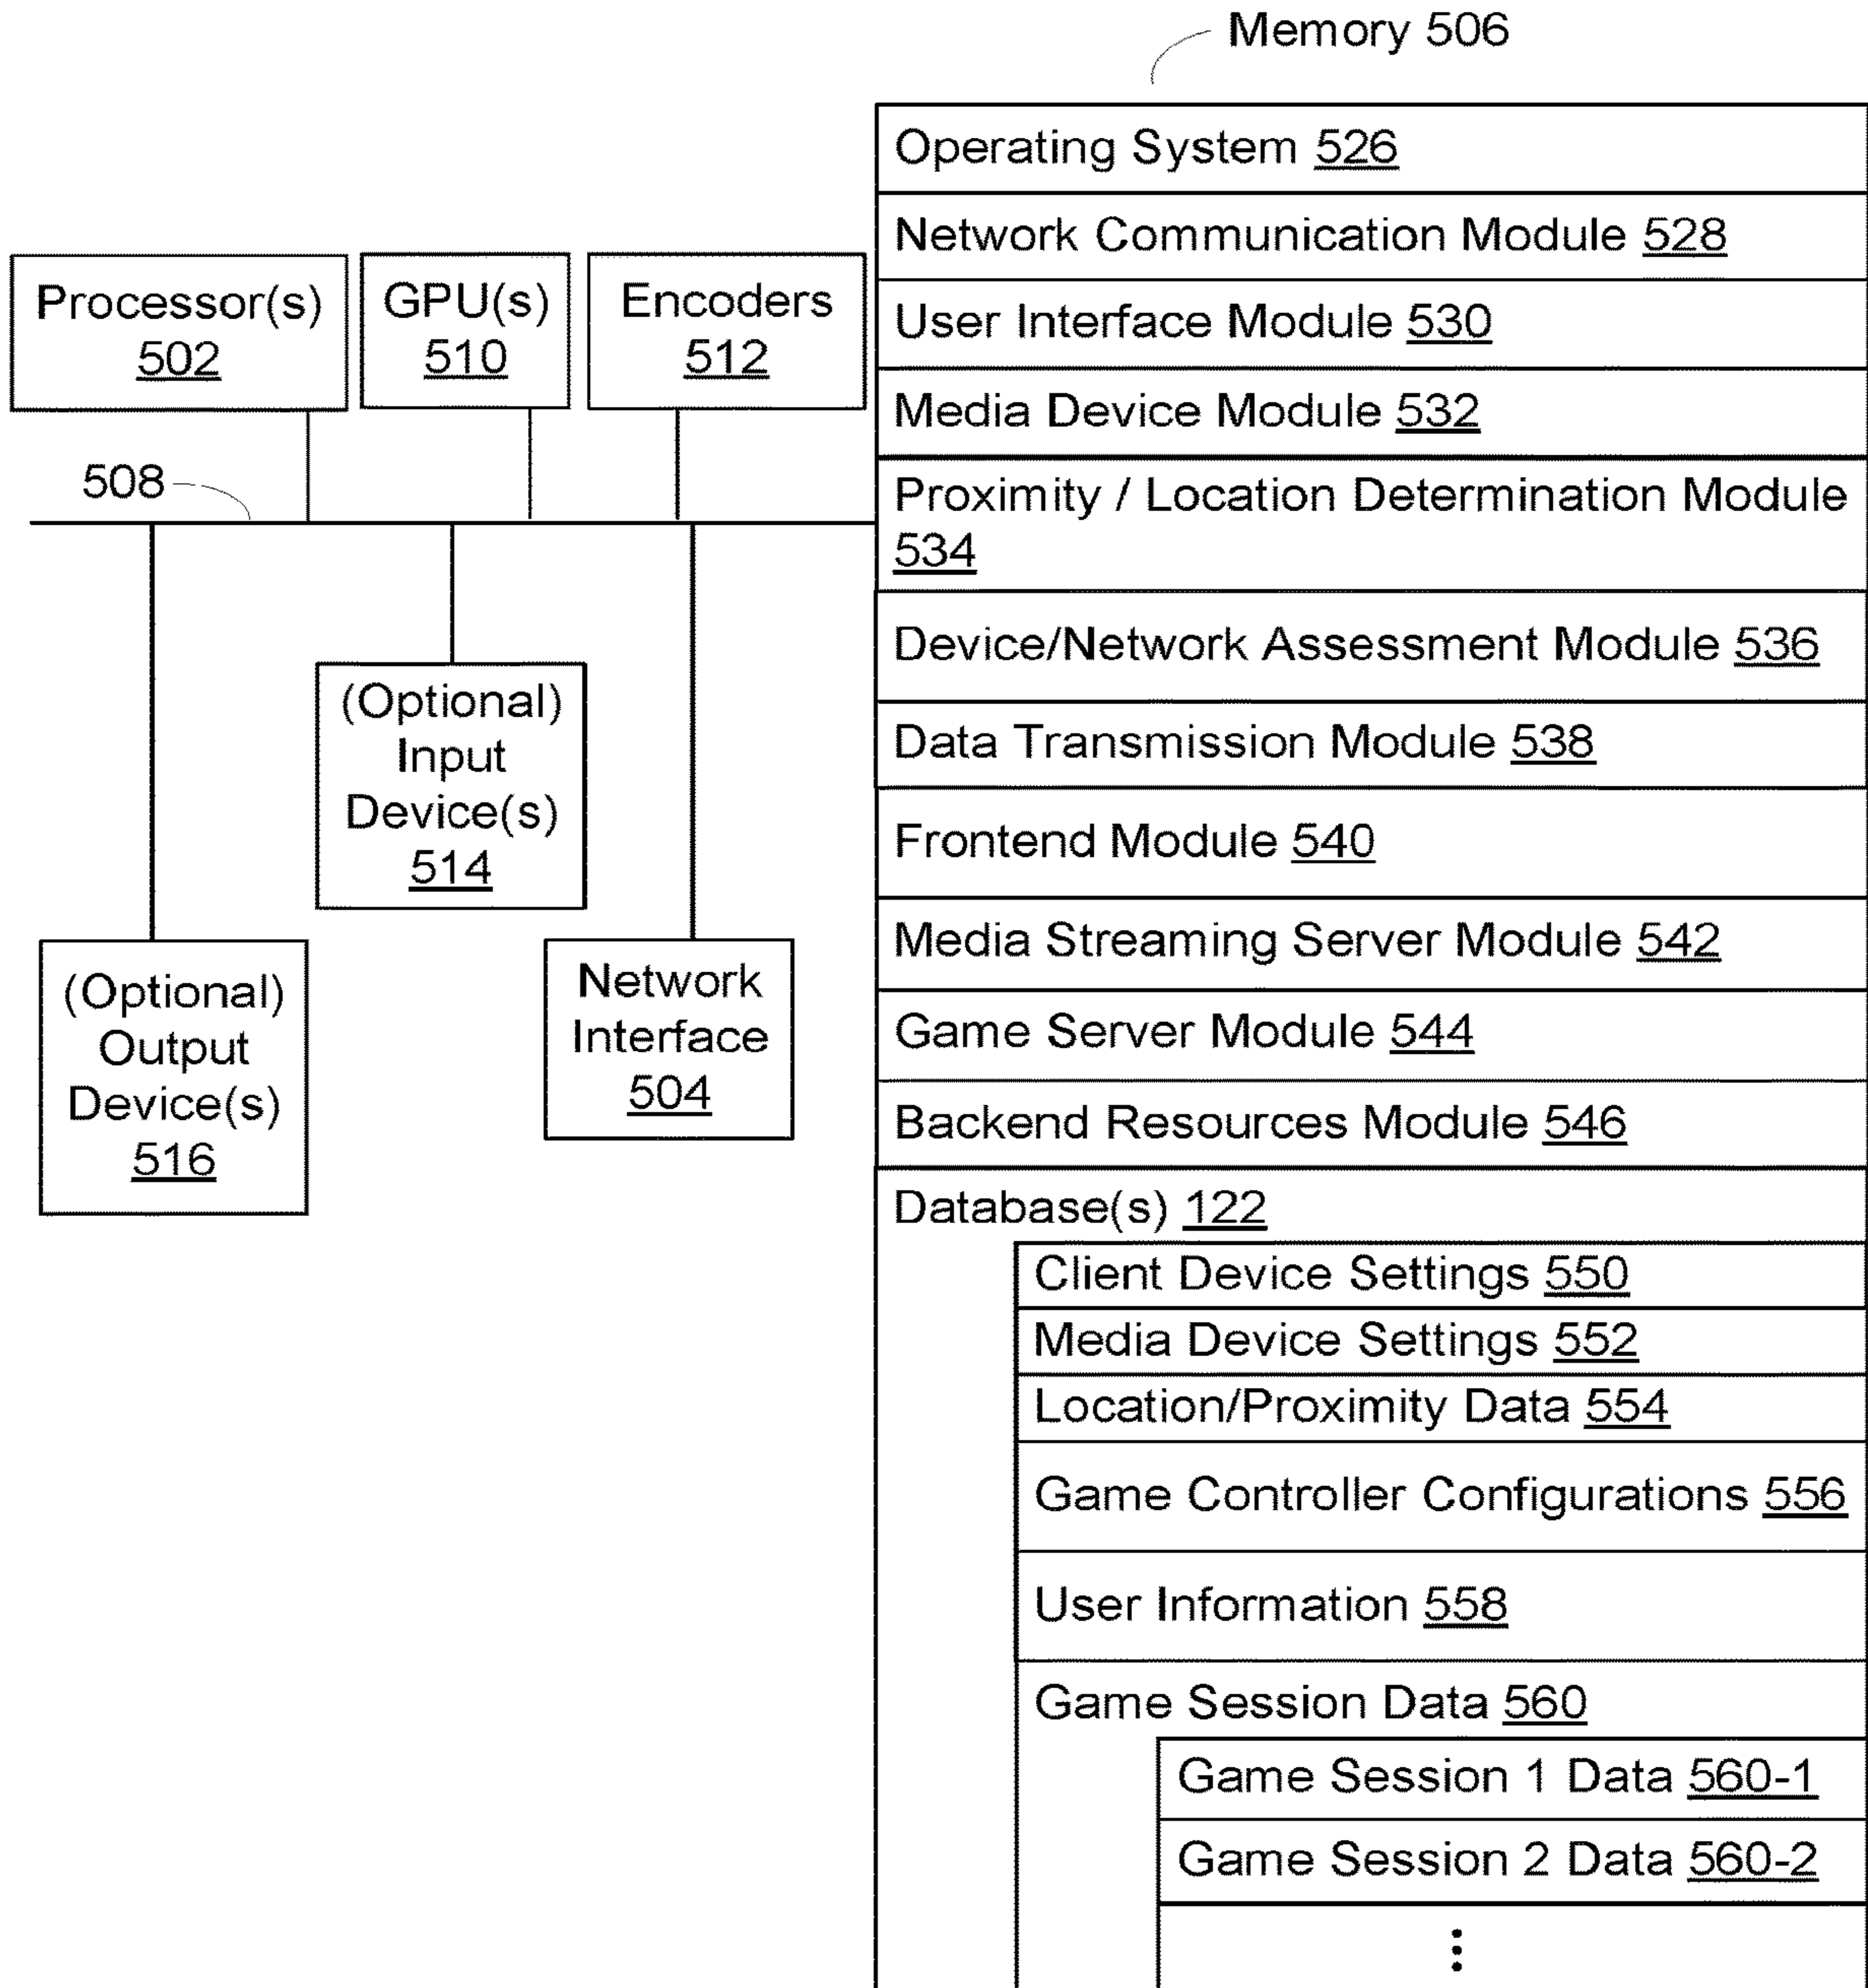 Memory 506
Processor(s)
502
GPU(s)
510
Encoders
512
508
(Optional)
Input
Device(s)
514
(Optional)
Output
Device(s)
516
Network
Interface
504
Operating System 526
Network Communication Module 528
User Interface Module 530
Media Device Module 532
Proximity / Location Determination Module
534
Device/Network Assessment Module 536
Data Transmission Module 538
Frontend Module 540
Media Streaming Server Module 542
Game Server Module 544
Backend Resources Module 546
Database(s) 122
Client Device Settings 550
Media Device Settings 552
Location/Proximity Data 554
Game Controller Configurations 556
User Information 558
Game Session Data 560
Game Session 1 Data 560-1
Game Session 2 Data 560-2
⋮